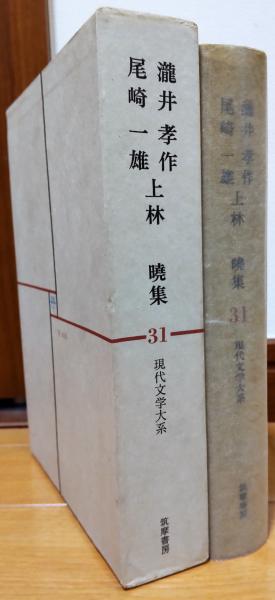 瀧井 孝作
尾崎 一雄
上林 曉集
31
現代文学大系
筑摩書房
瀧井 孝作
尾崎 一雄
上林 曉集
31
現代文学大系
筑摩書房